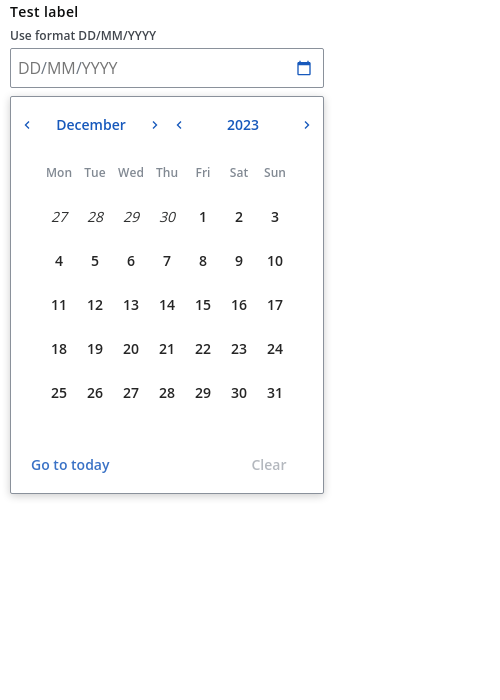 Test label
Use format DD/MM/YYYY
DD/MM/YYYY
December 2023
Mon Tue Wed Thu Fri Sat Sun
27 28 29 30 1 2 3
4 5 6 7 8 9 10
11 12 13 14 15 16 17
18 19 20 21 22 23 24
25 26 27 28 29 30 31
Go to today Clear